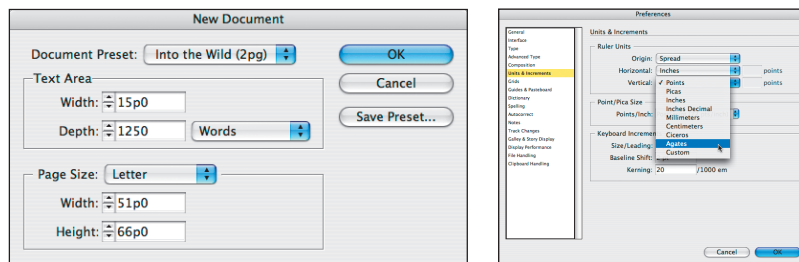 New Document
Document Preset: Into the Wild (2pg)
OK
Text Area
Cancel
Width: 15p0
Save Preset...
Depth: 1250 Words
Page Size: Letter
Width: 51p0
Height: 66p0
Preferences
General
Interface
Type
Advanced Type
Composition
Units & Increments
Grids
Guides & Pasteboard
Dictionary
Spelling
Autocorrect
Notes
Track Changes
Galley & Story Display
Display Performance
File Handling
Clipboard Handling
Units & Increments
Ruler Units
Origin: Spread
Horizontal: Inches points
Vertical: ✓ Points points
Picas
Inches
Inches Decimal
Millimeters
Centimeters
Ciceros
Agates
Custom
Point/Pica Size
Points/Inch:
Keyboard Increment
Size/Leading:
Baseline Shift:
Kerning: 20 /1000 em
Cancel
OK